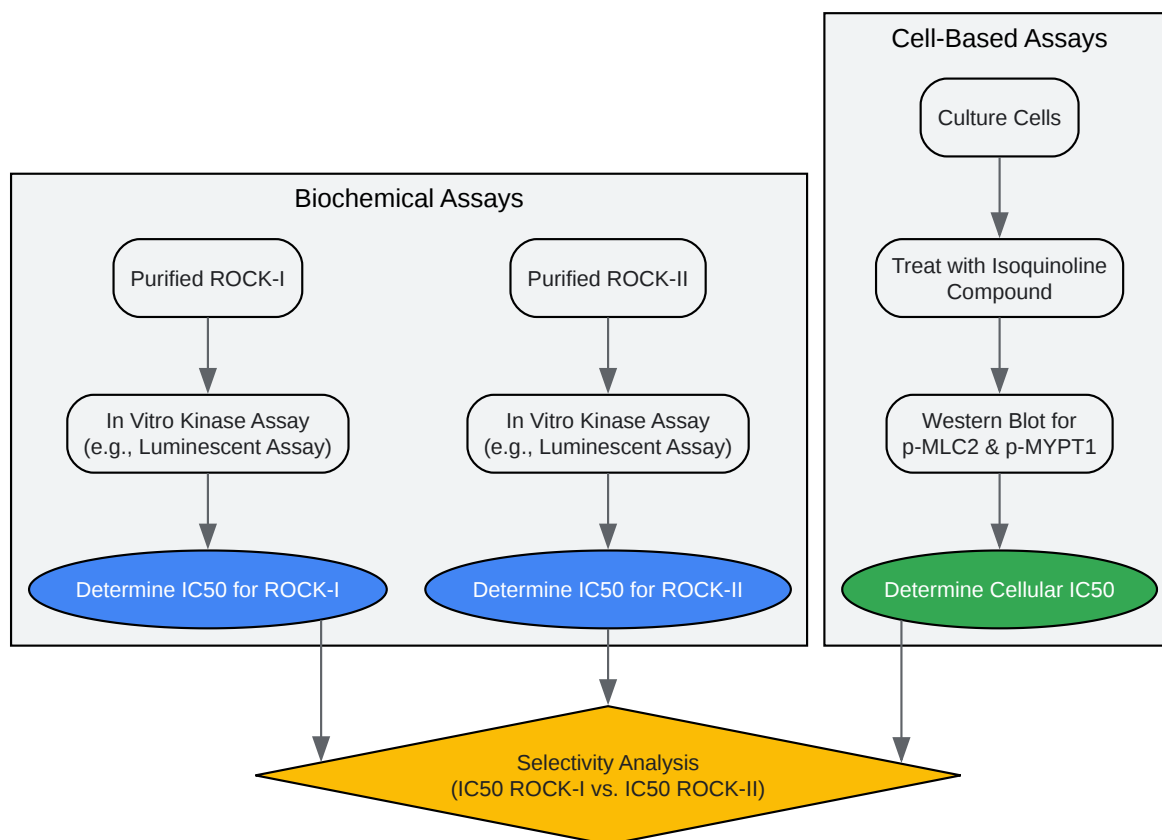 Cell-Based Assays
Culture Cells
Treat with Isoquinoline
Compound
Western Blot for
p-MLC2 & p-MYPT1
Determine Cellular IC50
Biochemical Assays
Purified ROCK-I
In Vitro Kinase Assay
(e.g., Luminescent Assay)
Determine IC50 for ROCK-I
Purified ROCK-II
In Vitro Kinase Assay
(e.g., Luminescent Assay)
Determine IC50 for ROCK-II
Selectivity Analysis
(IC50 ROCK-I vs. IC50 ROCK-II)